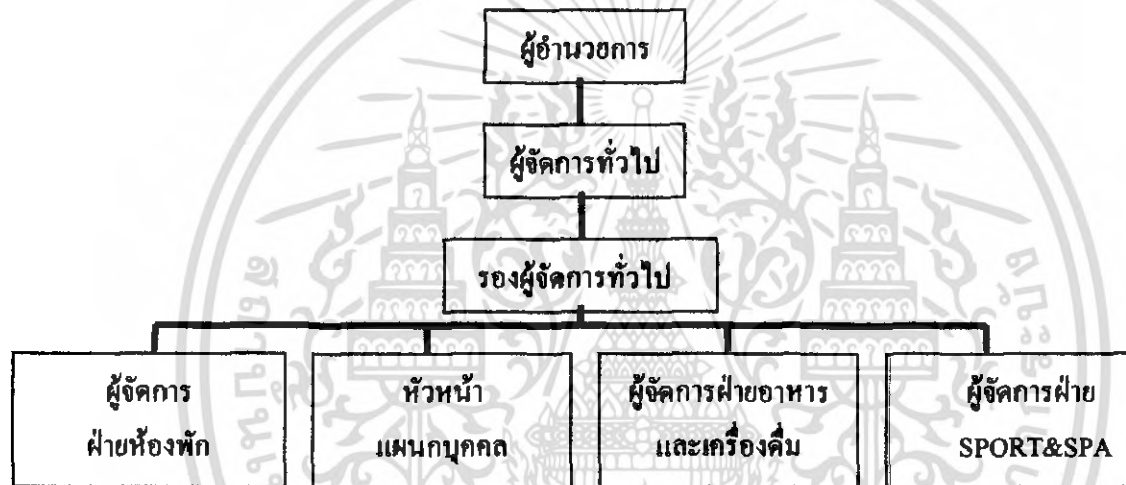 ผู้อำนวยการ
ผู้จัดการทั่วไป
รองผู้จัดการทั่วไป
ผู้จัดการ
ฝ่ายห้องพัก
หัวหน้า
แผนกบุคคล
ผู้จัดการฝ่ายอาหาร
และเครื่องดื่ม
ผู้จัดการฝ่าย
SPORT&SPA